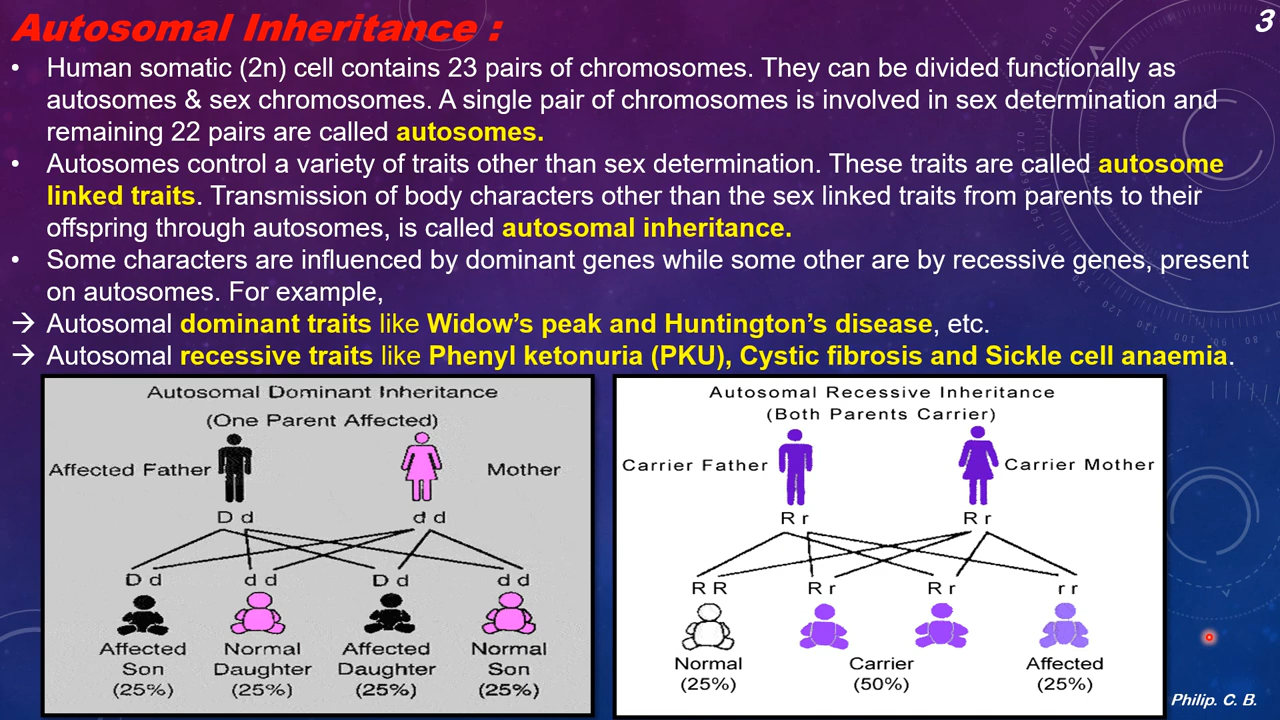 Autosomal Inheritance :
3
• Human somatic (2n) cell contains 23 pairs of chromosomes. They can be divided functionally as
autosomes & sex chromosomes. A single pair of chromosomes is involved in sex determination and
remaining 22 pairs are called autosomes.
• Autosomes control a variety of traits other than sex determination. These traits are called autosome
linked traits. Transmission of body characters other than the sex linked traits from parents to their
offspring through autosomes, is called autosomal inheritance.
• Some characters are influenced by dominant genes while some other are by recessive genes, present
on autosomes. For example,
→ Autosomal dominant traits like Widow's peak and Huntington's disease, etc.
→ Autosomal recessive traits like Phenyl ketonuria (PKU), Cystic fibrosis and Sickle cell anaemia.
Autosomal Dominant Inheritance
(One Parent Affected)
Affected Father
Mother
D d
d d
D d
d d
D d
d d
Affected
Son
(25%)
Normal
Daughter
(25%)
Affected
Daughter
(25%)
Normal
Son
(25%)
Autosomal Recessive Inheritance
(Both Parents Carrier)
Carrier Father
Carrier Mother
R r
R r
R R
R r
R r
r r
Normal
(25%)
Carrier
(50%)
Affected
(25%)
Philip. C. B.